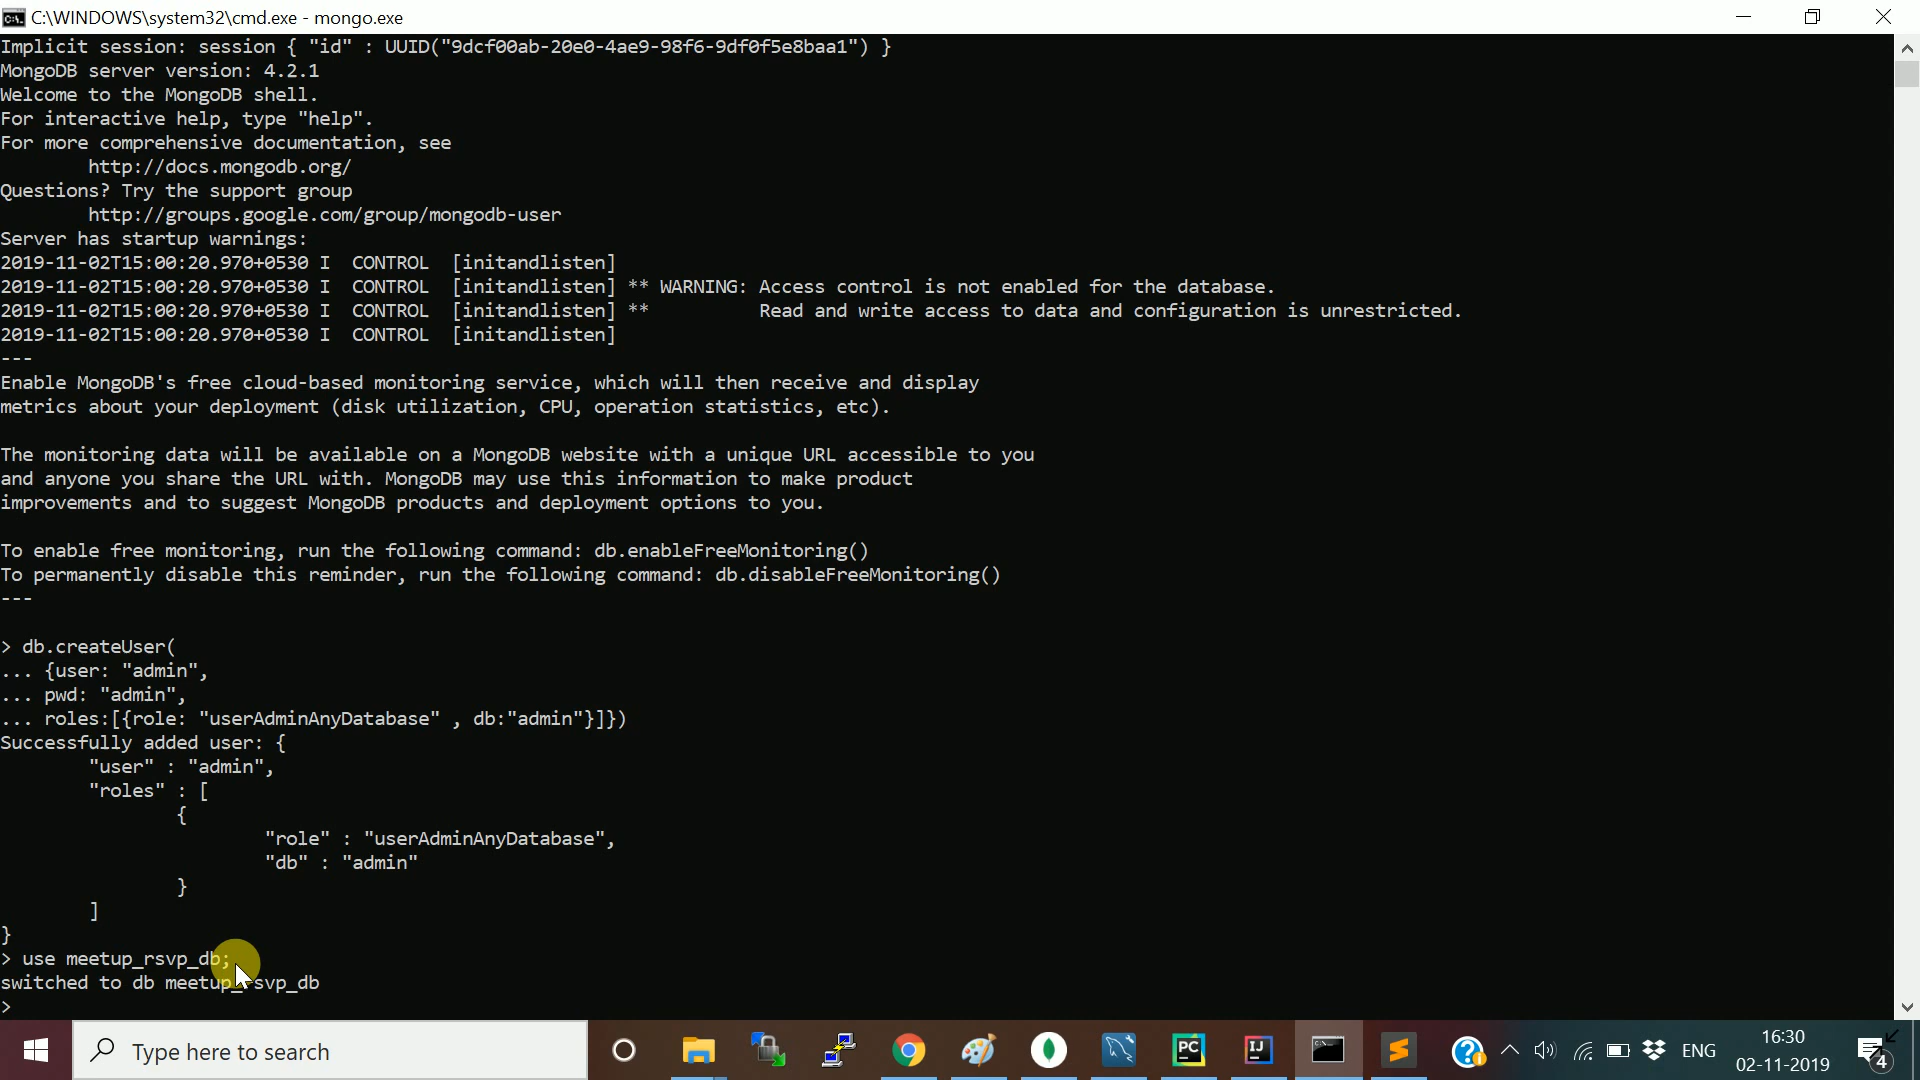 C:\WINDOWS\system32\cmd.exe - mongo.exe
Implicit session: session { "id" : UUID("9dcf00ab-20e0-4ae9-98f6-9df0f5e8baa1") }
MongoDB server version: 4.2.1
Welcome to the MongoDB shell.
For interactive help, type "help".
For more comprehensive documentation, see
        http://docs.mongodb.org/
Questions? Try the support group
        http://groups.google.com/group/mongodb-user
Server has startup warnings:
2019-11-02T15:00:20.970+0530 I  CONTROL  [initandlisten]
2019-11-02T15:00:20.970+0530 I  CONTROL  [initandlisten] ** WARNING: Access control is not enabled for the database.
2019-11-02T15:00:20.970+0530 I  CONTROL  [initandlisten] **          Read and write access to data and configuration is unrestricted.
2019-11-02T15:00:20.970+0530 I  CONTROL  [initandlisten]
---
Enable MongoDB's free cloud-based monitoring service, which will then receive and display
metrics about your deployment (disk utilization, CPU, operation statistics, etc).
The monitoring data will be available on a MongoDB website with a unique URL accessible to you
and anyone you share the URL with. MongoDB may use this information to make product
improvements and to suggest MongoDB products and deployment options to you.
To enable free monitoring, run the following command: db.enableFreeMonitoring()
To permanently disable this reminder, run the following command: db.disableFreeMonitoring()
---
> db.createUser(
... {user: "admin",
... pwd: "admin",
... roles:[{role: "userAdminAnyDatabase" , db:"admin"}]})
Successfully added user: {
        "user" : "admin",
        "roles" : [
                {
                        "role" : "userAdminAnyDatabase",
                        "db" : "admin"
                }
        ]
}
> use meetup_rsvp_db;
switched to db meetup_rsvp_db
>
Type here to search
PC
IJ
ENG
16:30
02-11-2019
4